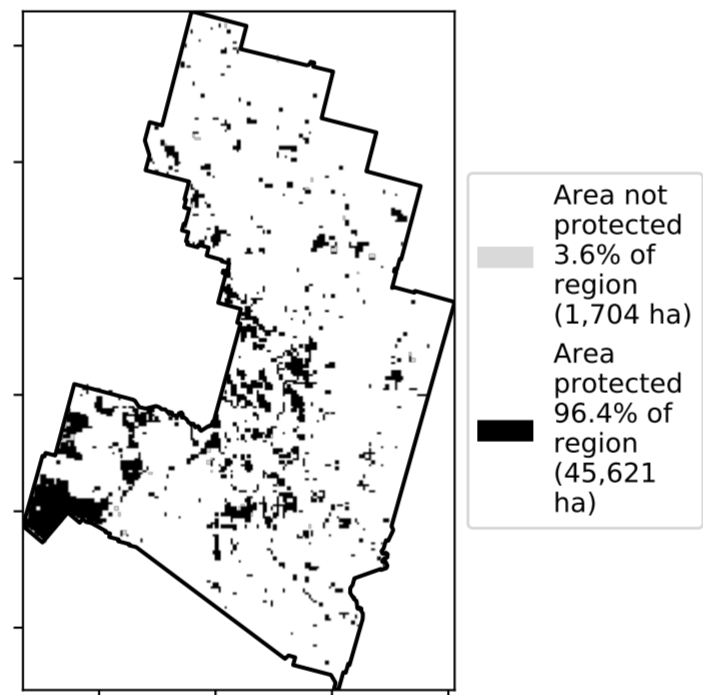 Area not
protected
3.6% of
region
(1,704 ha)
Area
protected
96.4% of
region
(45,621
ha)